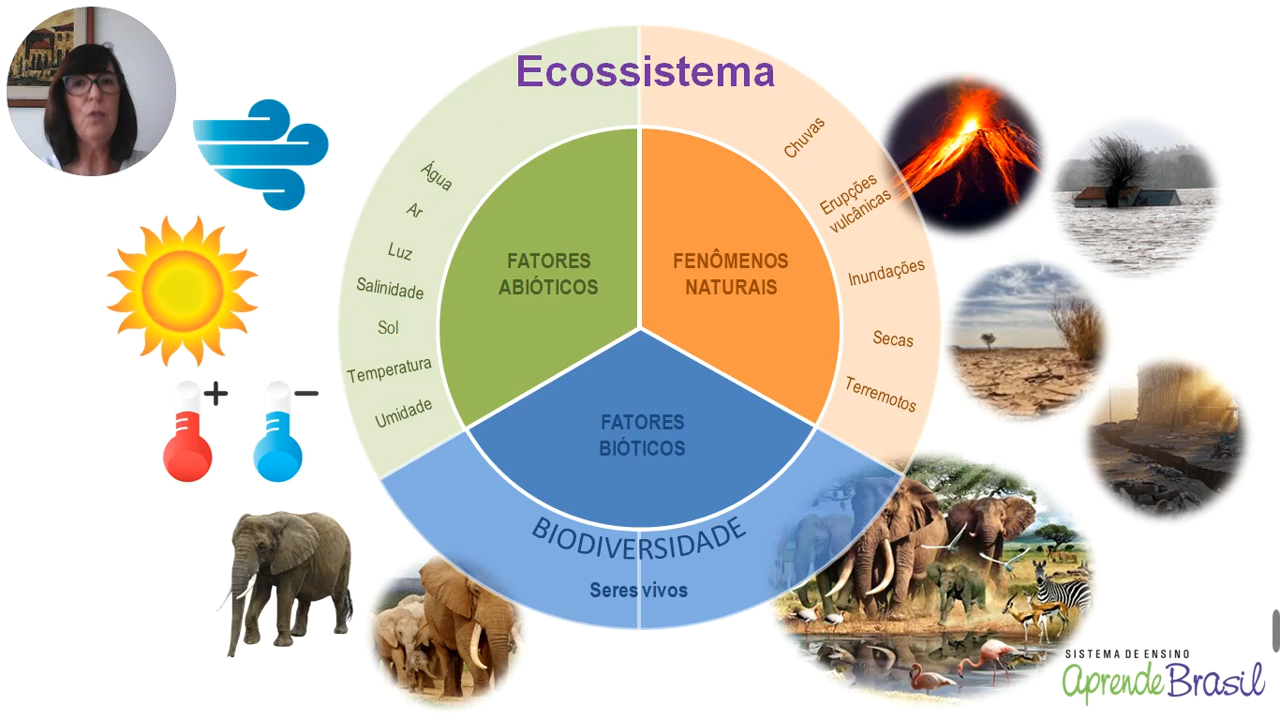 Ecossistema
Água
Ar
Luz
Salinidade
Sol
Temperatura
Umidade
FATORES
ABIÓTICOS
FENÔMENOS
NATURAIS
Chuvas
Erupções
vulcânicas
Inundações
Secas
Terremotos
FATORES
BIÓTICOS
BIODIVERSIDADE
Seres vivos
SISTEMA DE ENSINO
aprende Brasil